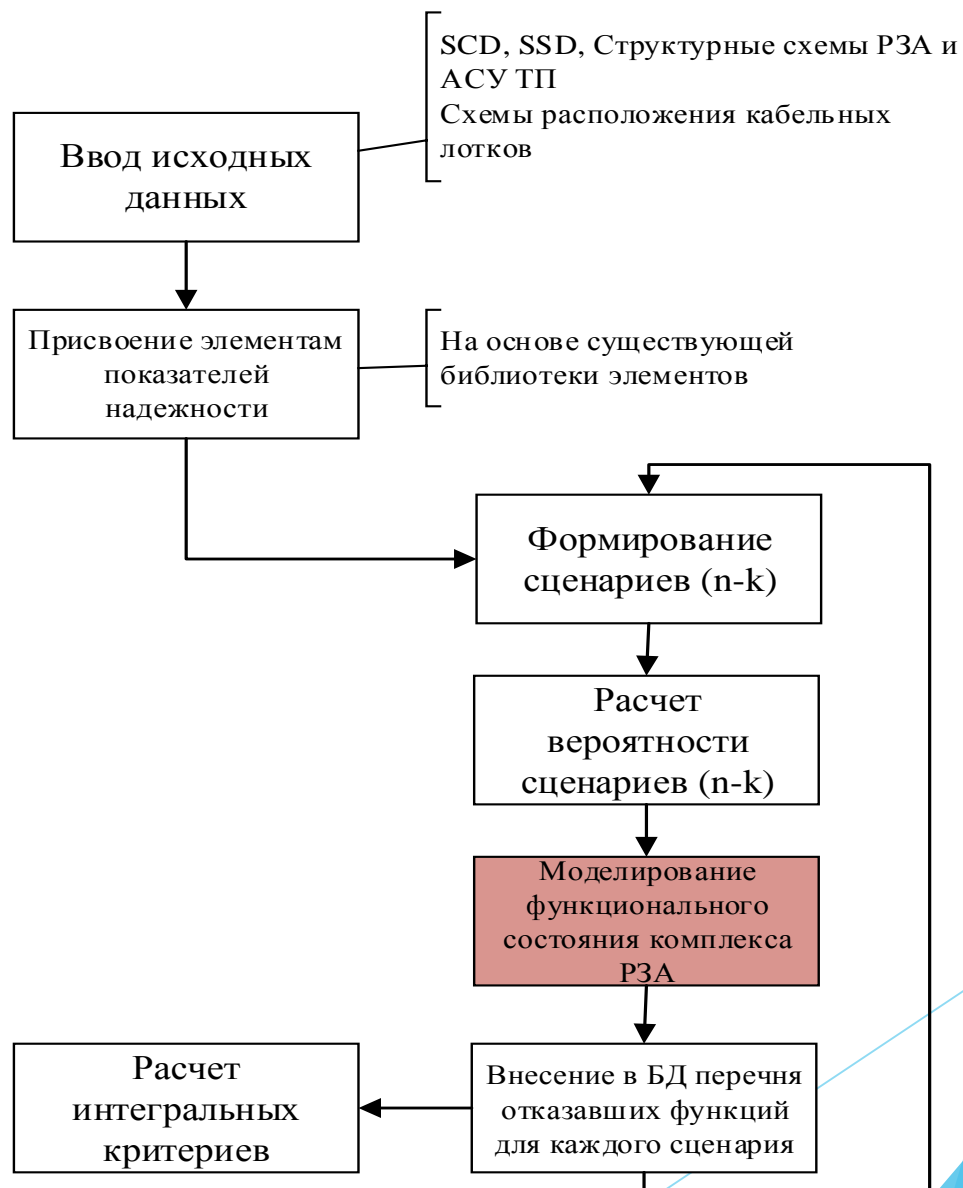 SCD, SSD, Структурные схемы РЗА и
АСУ ТП
Схемы расположения кабельных
лотков
Ввод исходных
данных
Присвоение элементам
показателей
надежности
На основе существующей
библиотеки элементов
Формирование
сценариев (n-k)
Расчет
вероятности
сценариев (n-k)
Моделирование
функционального
состояния комплекса
РЗА
Внесение в БД перечня
отказавших функций
для каждого сценария
Расчет
интегральных
критериев